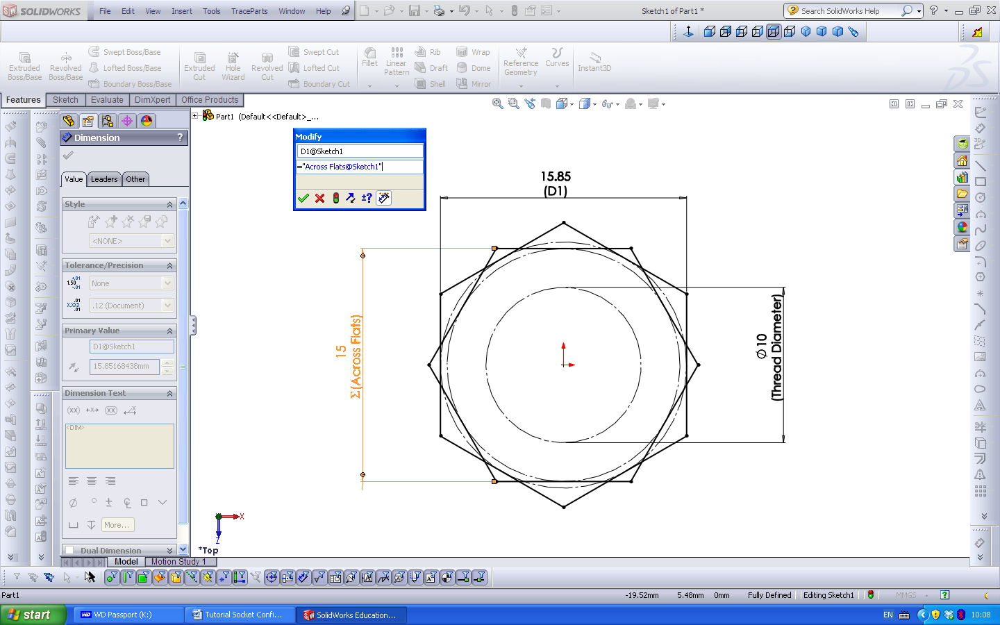 SOLIDWORKS File Edit View Insert Tools TraceParts Window Help Sketch1 of Part1 * Search SolidWorks Help
Extruded Boss/Base Revolved Boss/Base Swept Boss/Base Lofted Boss/Base Boundary Boss/Base Extruded Cut Hole Wizard Revolved Cut Swept Cut Lofted Cut Boundary Cut Fillet Linear Pattern Rib Draft Shell Wrap Dome Mirror Reference Geometry Curves Instant3D
Features Sketch Evaluate DimXpert Office Products
Part1 (Default<<Default>_...
Dimension ?
Value Leaders Other
Style
<NONE>
Tolerance/Precision
None
.12 (Document)
Primary Value
D1@Sketch1
15.85168438mm
Dimension Text
(xx) (xx)
<DIM>
More...
Dual Dimension
Modify
D1@Sketch1
="Across Flats@Sketch1"
±?
15.85
(D1)
15
Σ(Across Flats)
Ø10
(Thread Diameter)
X
Z
*Top
Model Motion Study 1
Part1 -19.52mm 5.48mm 0mm Fully Defined Editing Sketch1 MMGS
start WD Passport (K:) Tutorial Socket Confi... SolidWorks Education... EN 10:08